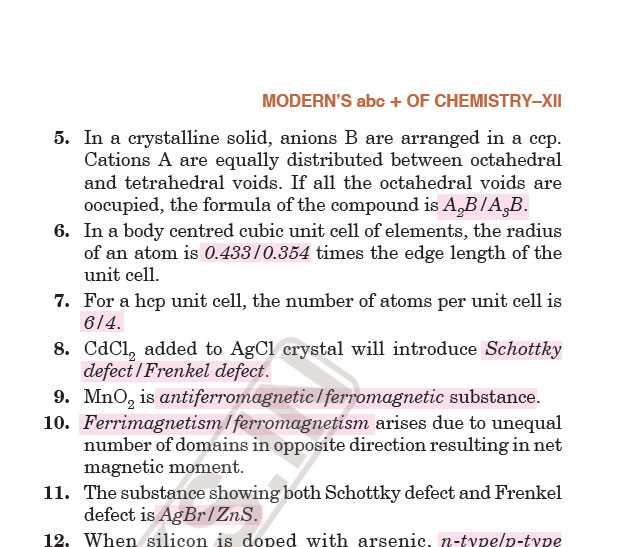 MODERN'S abc + OF CHEMISTRY–XII
5. In a crystalline solid, anions B are arranged in a ccp.
Cations A are equally distributed between octahedral
and tetrahedral voids. If all the octahedral voids are
oocupied, the formula of the compound is A₂B/A₃B.
6. In a body centred cubic unit cell of elements, the radius
of an atom is 0.433/0.354 times the edge length of the
unit cell.
7. For a hcp unit cell, the number of atoms per unit cell is
6/4.
8. CdCl₂ added to AgCl crystal will introduce Schottky
defect/Frenkel defect.
9. MnO₂ is antiferromagnetic/ferromagnetic substance.
10. Ferrimagnetism/ferromagnetism arises due to unequal
number of domains in opposite direction resulting in net
magnetic moment.
11. The substance showing both Schottky defect and Frenkel
defect is AgBr/ZnS.
12. When silicon is doped with arsenic, n-type/p-type
S.IN